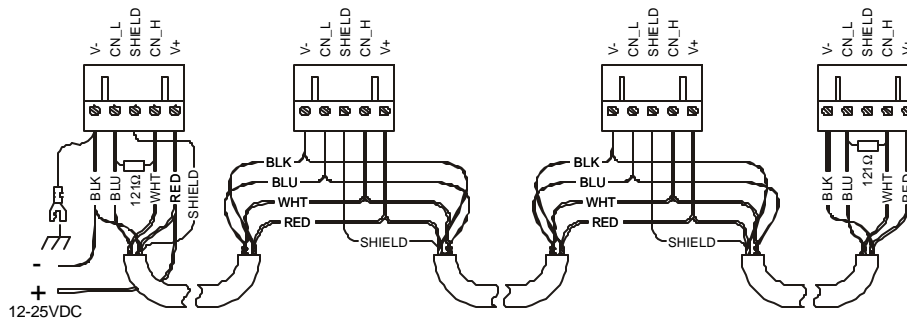 V- CN_L SHIELD CN_H V+
V- CN_L SHIELD CN_H V+
V- CN_L SHIELD CN_H V+
V- CN_L SHIELD CN_H V+
BLK BLU 121Ω WHT RED SHIELD
BLK
BLU
WHT
RED
SHIELD
BLK
BLU
WHT
RED
SHIELD
BLK BLU 121Ω WHT RED
-
+
12-25VDC